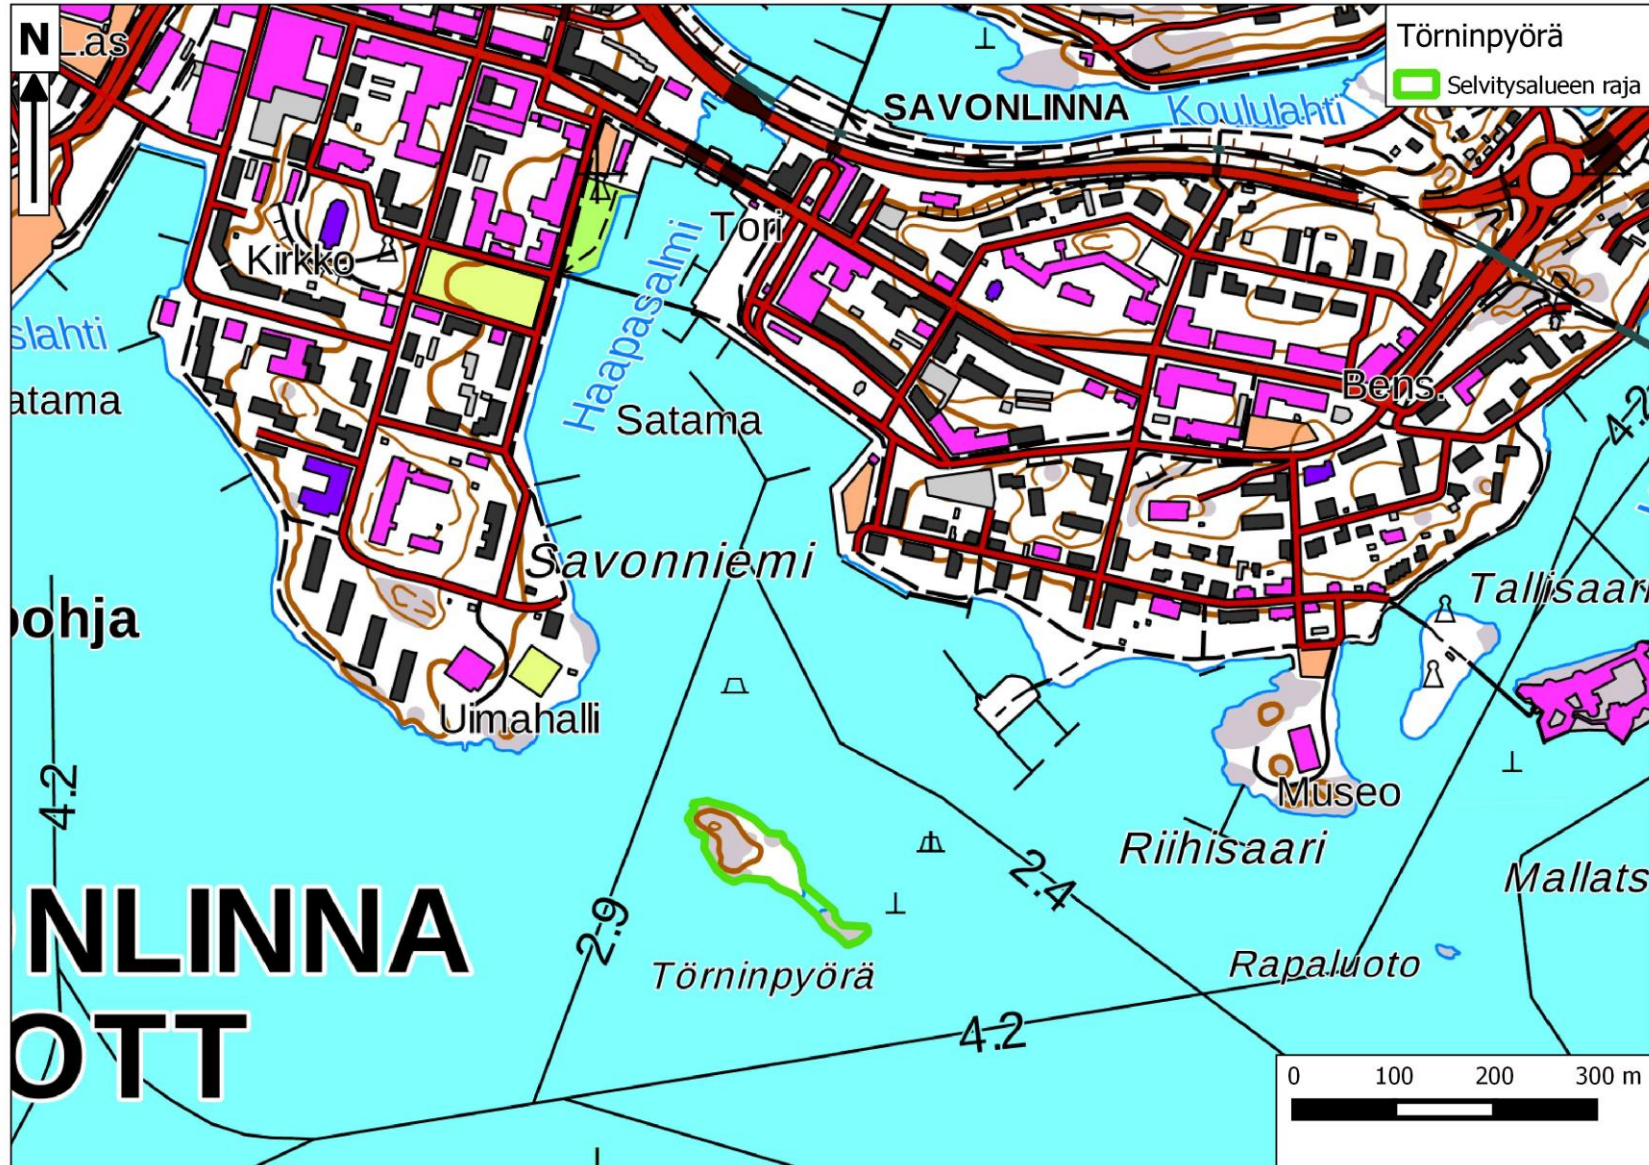 N
Las
Törninpyörä
Selvitysalueen raja
SAVONLINNA
Koululahti
Tori
Haapasalmi
Kirkko
slahti
Satama
atama
Bens.
4.2
Savonniemi
Tallisaari
pohja
Uimahalli
4.2
Museo
Riihisaari
2.4
Mallats
NLINNA
2.9
Törninpyörä
Rapaluoto
OTT
4.2
0 100 200 300 m